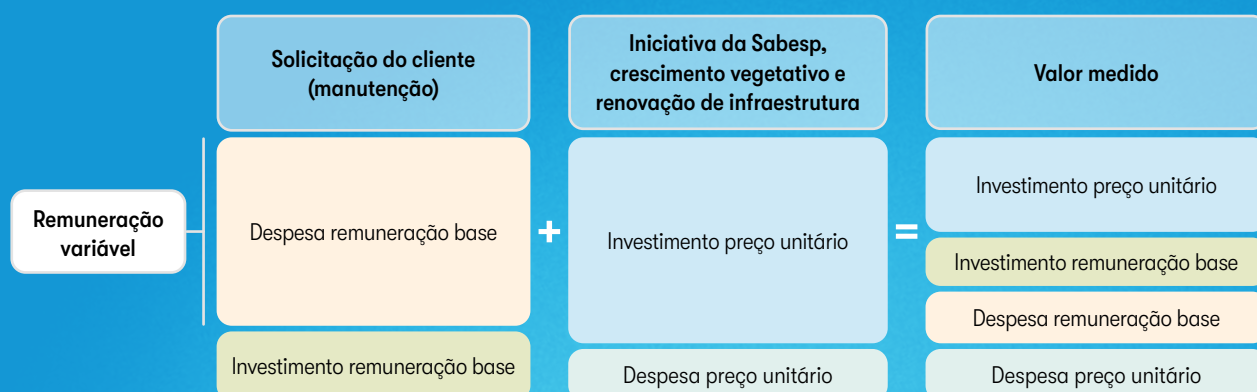 Solicitação do cliente
(manutenção)
Iniciativa da Sabesp,
crescimento vegetativo e
renovação de infraestrutura
Valor medido
Remuneração
variável
Despesa remuneração base
+
Investimento preço unitário
=
Investimento preço unitário
Investimento remuneração base
Despesa remuneração base
Investimento remuneração base
Despesa preço unitário
Despesa preço unitário